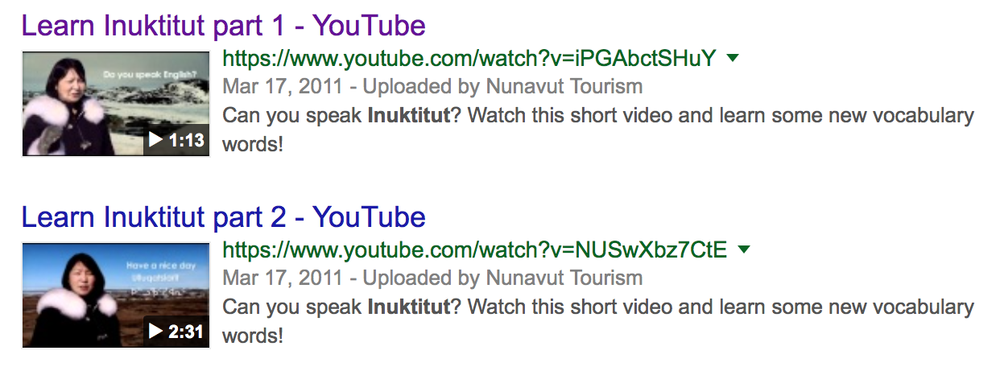 Learn Inuktitut part 1 - YouTube
https://www.youtube.com/watch?v=iPGAbctSHuY
Do you speak English?
1:13
Mar 17, 2011 - Uploaded by Nunavut Tourism
Can you speak Inuktitut? Watch this short video and learn some new vocabulary
words!
Learn Inuktitut part 2 - YouTube
https://www.youtube.com/watch?v=NUSwXbz7CtE
Have a nice day
2:31
Mar 17, 2011 - Uploaded by Nunavut Tourism
Can you speak Inuktitut? Watch this short video and learn some new vocabulary
words!